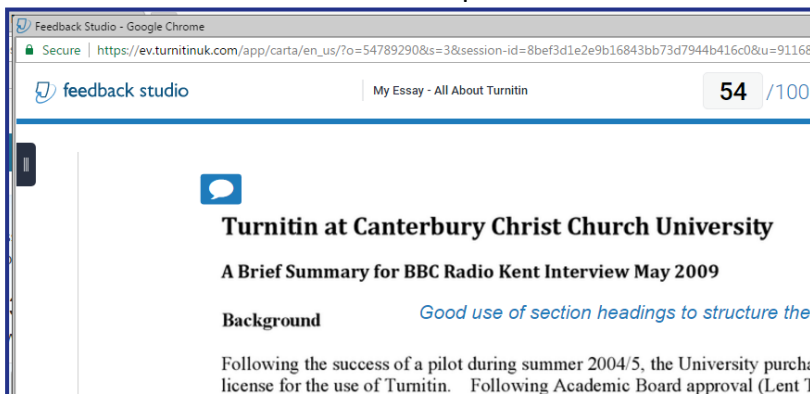 Feedback Studio - Google Chrome
Secure | https://ev.turnitinuk.com/app/carta/en_us/?o=54789290&s=3&session-id=8bef3d1e2e9b16843bb73d7944b416c0&u=91168
feedback studio
My Essay - All About Turnitin
54 /100
Turnitin at Canterbury Christ Church University
A Brief Summary for BBC Radio Kent Interview May 2009
Good use of section headings to structure the
Background
Following the success of a pilot during summer 2004/5, the University purcha
license for the use of Turnitin. Following Academic Board approval (Lent T